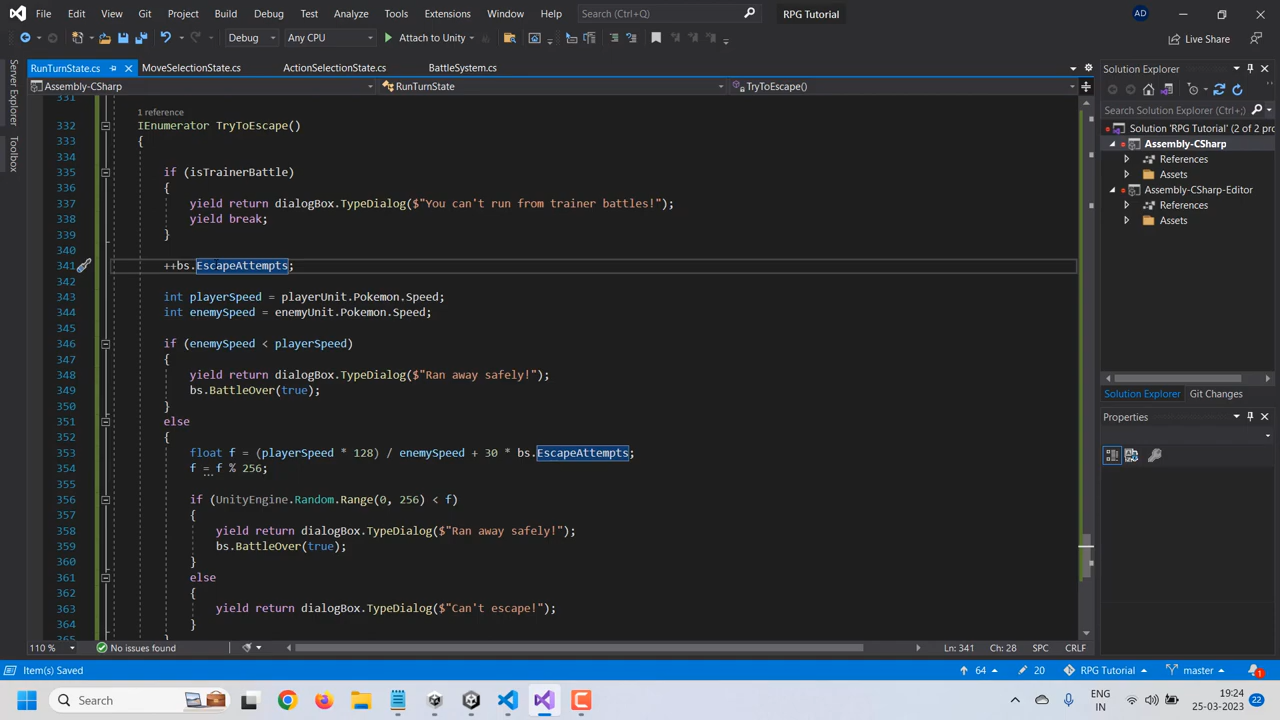 File Edit View Git Project Build Debug Test Analyze Tools Extensions Window Help Search (Ctrl+Q) RPG Tutorial AD
Debug Any CPU Attach to Unity Live Share
RunTurnState.cs MoveSelectionState.cs ActionSelectionState.cs BattleSystem.cs
Assembly-CSharp RunTurnState TryToEscape()
Server Explorer
Toolbox
331
1 reference
332 IEnumerator TryToEscape()
333 {
334
335 if (isTrainerBattle)
336 {
337 yield return dialogBox.TypeDialog($"You can't run from trainer battles!");
338 yield break;
339 }
340
341 ++bs.EscapeAttempts;
342
343 int playerSpeed = playerUnit.Pokemon.Speed;
344 int enemySpeed = enemyUnit.Pokemon.Speed;
345
346 if (enemySpeed < playerSpeed)
347 {
348 yield return dialogBox.TypeDialog($"Ran away safely!");
349 bs.BattleOver(true);
350 }
351 else
352 {
353 float f = (playerSpeed * 128) / enemySpeed + 30 * bs.EscapeAttempts;
354 f = f % 256;
355
356 if (UnityEngine.Random.Range(0, 256) < f)
357 {
358 yield return dialogBox.TypeDialog($"Ran away safely!");
359 bs.BattleOver(true);
360 }
361 else
362 {
363 yield return dialogBox.TypeDialog($"Can't escape!");
364 }
365 }
110 % No issues found Ln: 341 Ch: 28 SPC CRLF
Solution Explorer
Search Solution Explorer (Ctrl+;)
Solution 'RPG Tutorial' (2 of 2 pro
Assembly-CSharp
References
Assets
Assembly-CSharp-Editor
References
Assets
Solution Explorer Git Changes
Properties
Item(s) Saved 64 20 RPG Tutorial master 1
Search ENG IN 19:24 25-03-2023 22